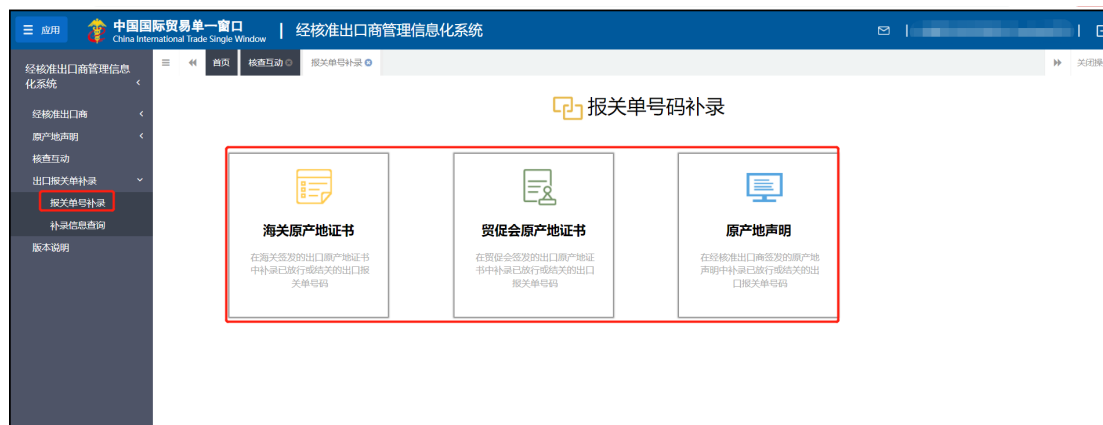 应用
中国国际贸易单一窗口
China International Trade Single Window
经核准出口商管理信息化系统
首页
核查互动
报关单号补录
关闭操
经核准出口商管理信息
化系统
经核准出口商
原产地声明
核查互动
出口报关单补录
报关单号补录
补录信息查询
版本说明
报关单号码补录
海关原产地证书
在海关签发的出口原产地证书
中补录已放行或结关的出口报
关单号码
贸促会原产地证书
在贸促会签发的出口原产地证
书中补录已放行或结关的出口
报关单号码
原产地声明
在经核准出口商签发的原产地
声明中补录已放行或结关的出
口报关单号码